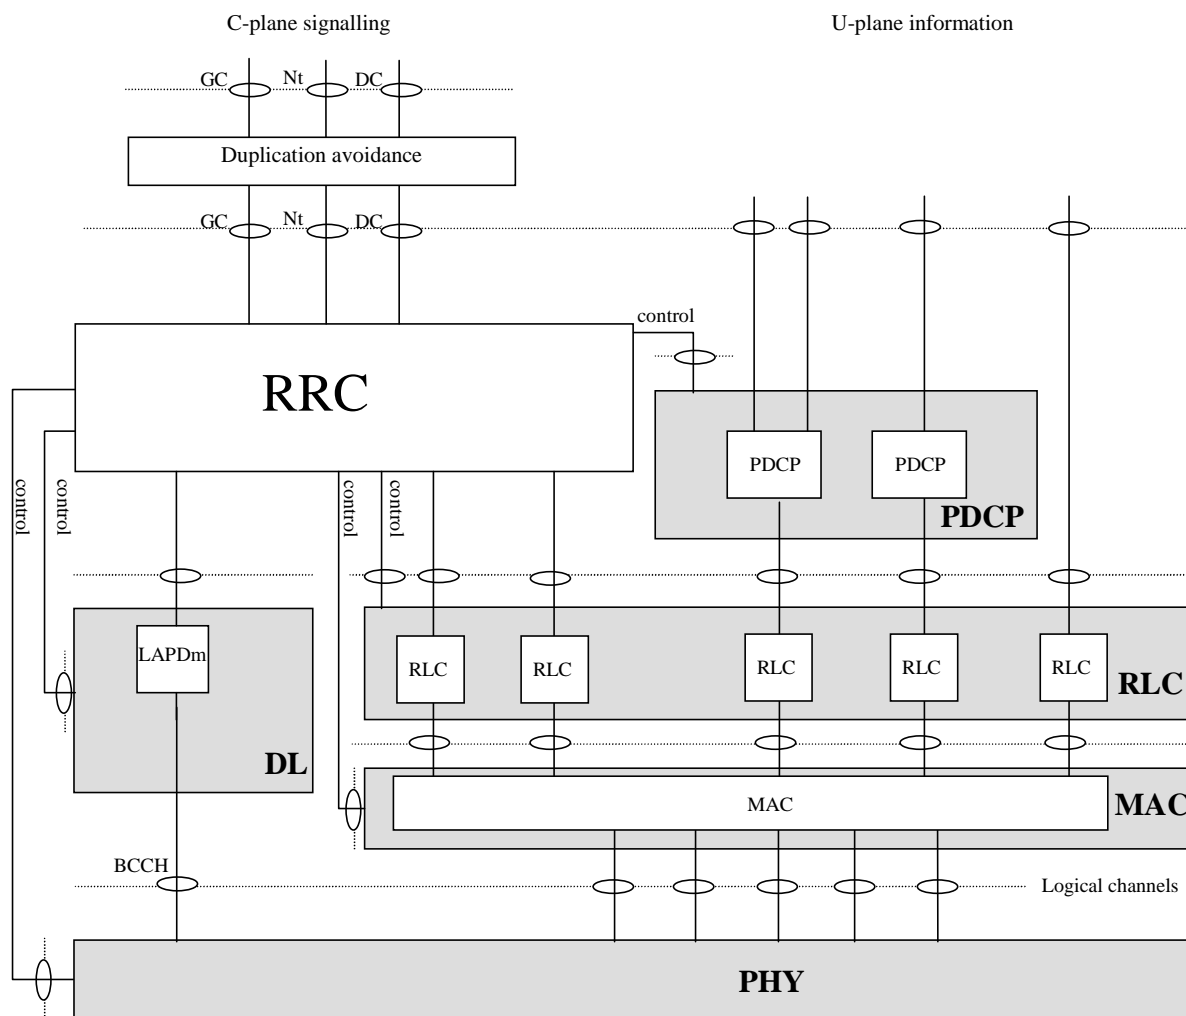 C-plane signalling
U-plane information
GC Nt DC
Duplication avoidance
GC Nt DC
control
RRC
PDCP PDCP
PDCP
control
control
control
control
LAPDm
RLC RLC RLC RLC RLC
RLC
DL
MAC
MAC
BCCH
Logical channels
PHY